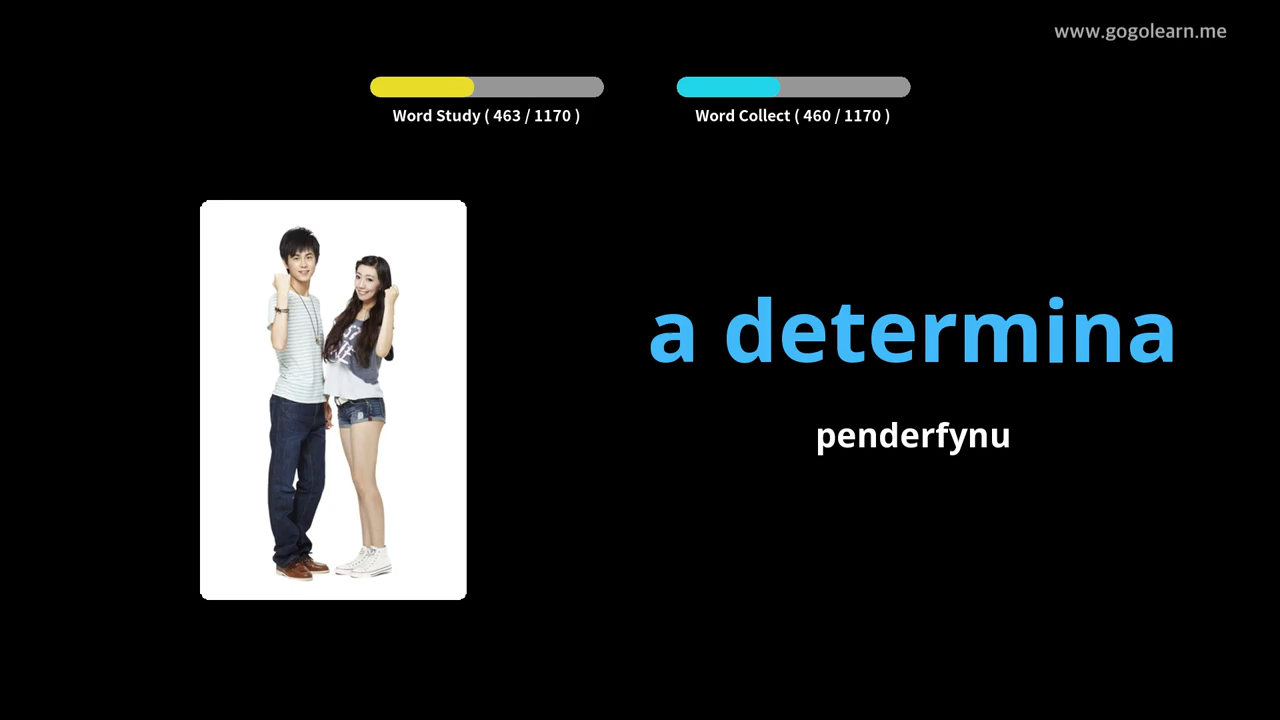 www.gogolearn.me
Word Study ( 463 / 1170 )
Word Collect ( 460 / 1170 )
a determina
penderfynu